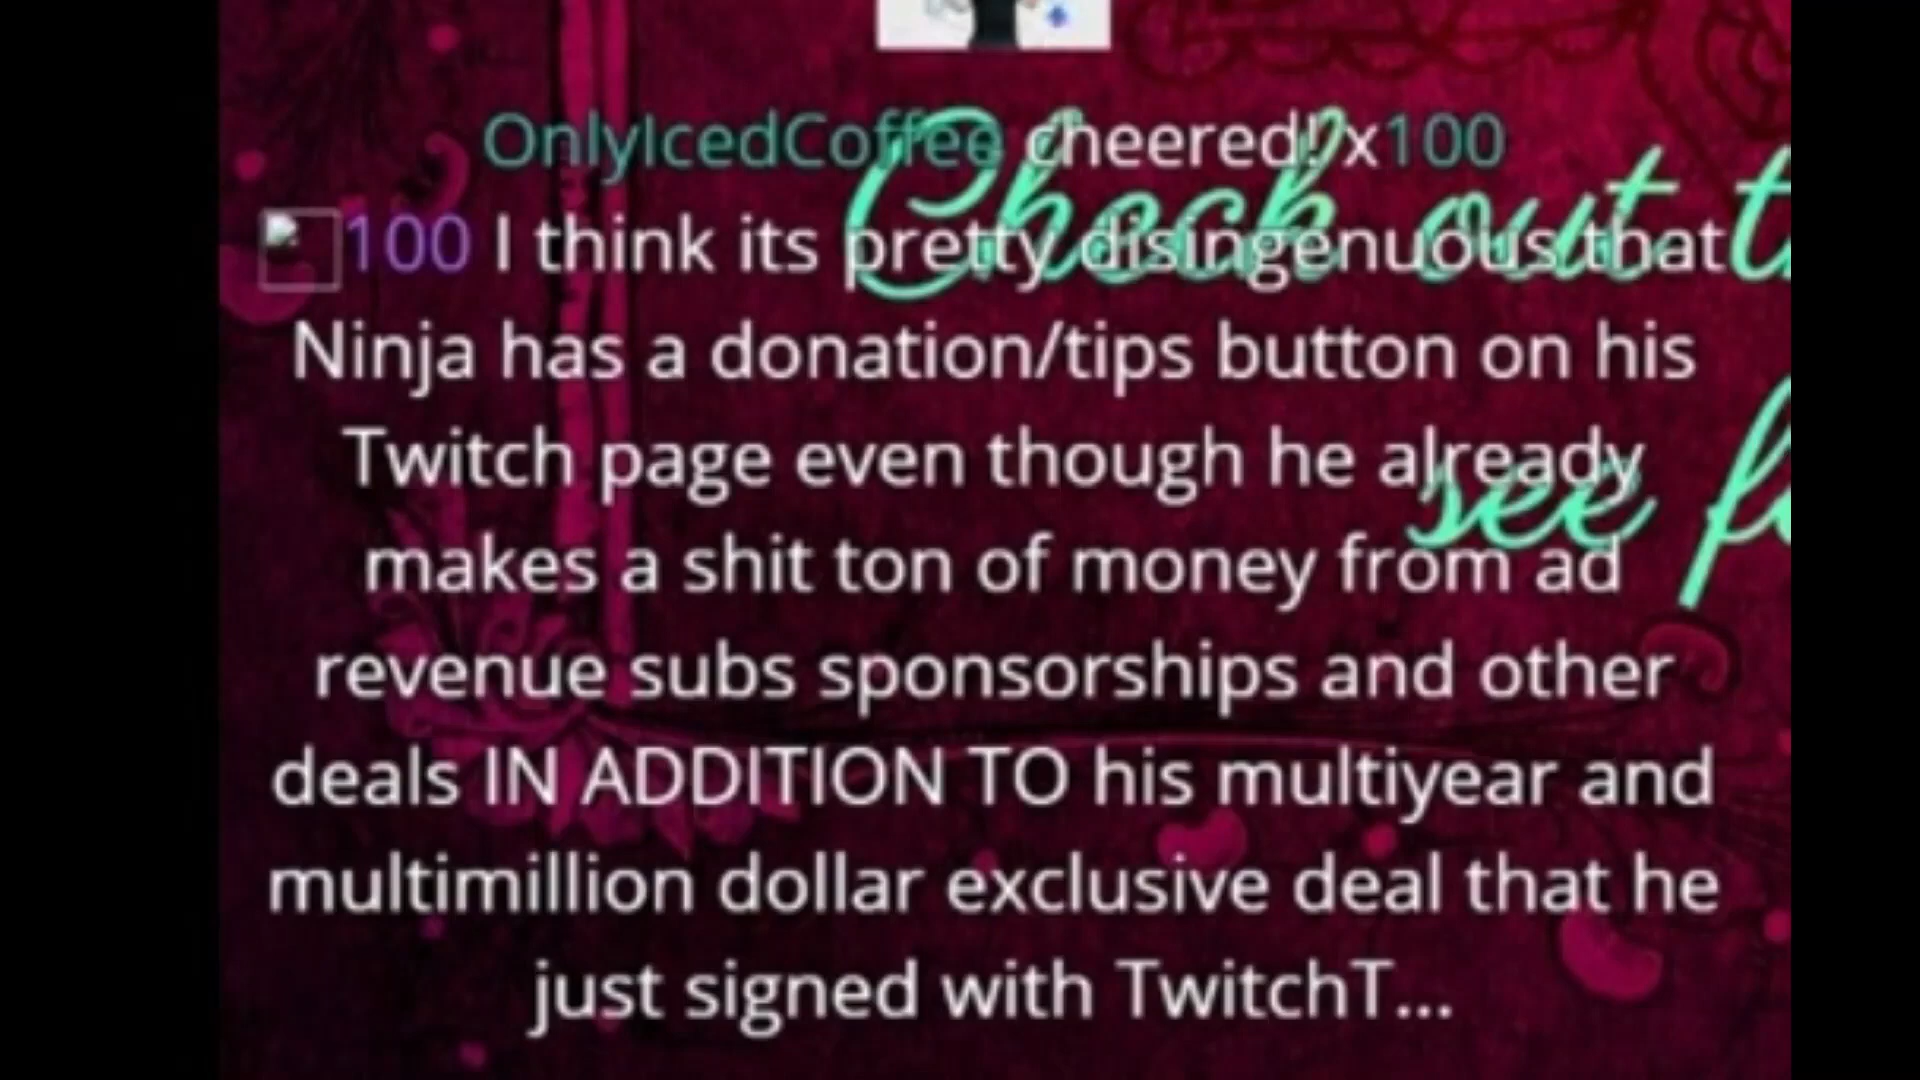 OnlyIcedCoffee cheered! x100
100 I think its pretty disingenuous that
Ninja has a donation/tips button on his
Twitch page even though he already
makes a shit ton of money from ad
revenue subs sponsorships and other
deals IN ADDITION TO his multiyear and
multimillion dollar exclusive deal that he
just signed with TwitchT...
Check out
see